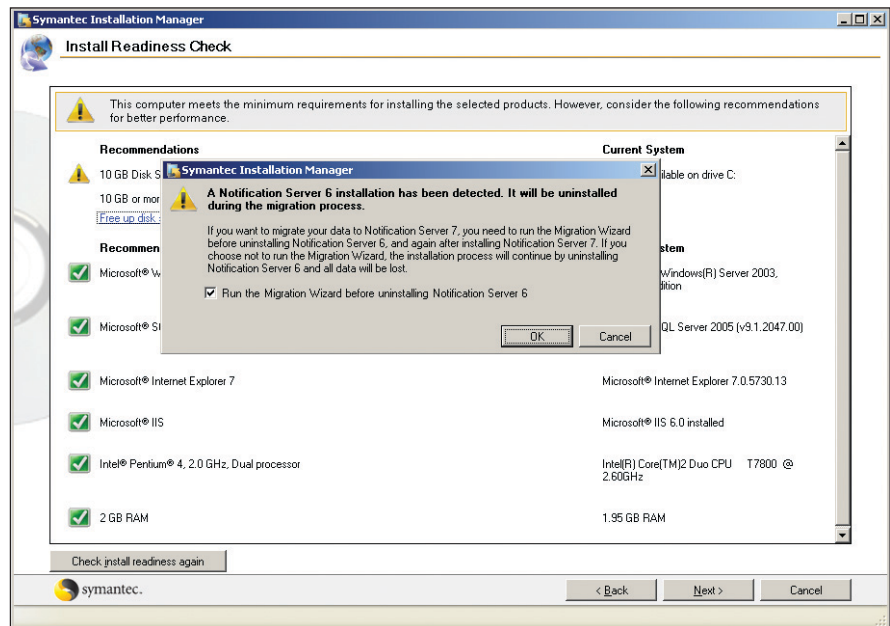 Symantec Installation Manager
Install Readiness Check
This computer meets the minimum requirements for installing the selected products. However, consider the following recommendations
for better performance.
Recommendations
Current System
10 GB Disk S
ilable on drive C:
10 GB or mor
Free up disk
Symantec Installation Manager
A Notification Server 6 installation has been detected. It will be uninstalled
during the migration process.
If you want to migrate your data to Notification Server 7, you need to run the Migration Wizard
before uninstalling Notification Server 6, and again after installing Notification Server 7. If you
choose not to run the Migration Wizard, the installation process will continue by uninstalling
Notification Server 6 and all data will be lost.
Run the Migration Wizard before uninstalling Notification Server 6
OK
Cancel
Recommen
stem
Microsoft® W
Windows(R) Server 2003,
dition
Microsoft® S
QL Server 2005 (v9.1.2047.00)
Microsoft® Internet Explorer 7
Microsoft® Internet Explorer 7.0.5730.13
Microsoft® IIS
Microsoft® IIS 6.0 installed
Intel® Pentium® 4, 2.0 GHz, Dual processor
Intel(R) Core(TM)2 Duo CPU T7800 @
2.60GHz
2 GB RAM
1.95 GB RAM
Check install readiness again
symantec.
< Back
Next >
Cancel